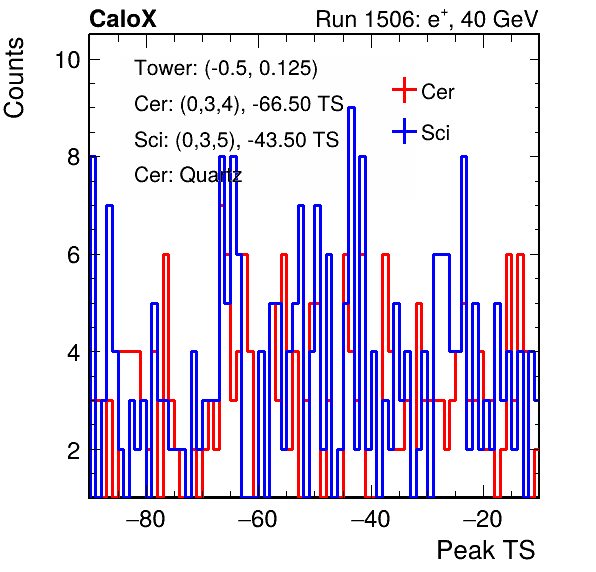 CaloX Run 1506: e⁺, 40 GeV
Counts
10
8
6
4
2
Tower: (-0.5, 0.125)
Cer: (0,3,4), -66.50 TS
Sci: (0,3,5), -43.50 TS
Cer: Quartz
Cer
Sci
−80 −60 −40 −20
Peak TS